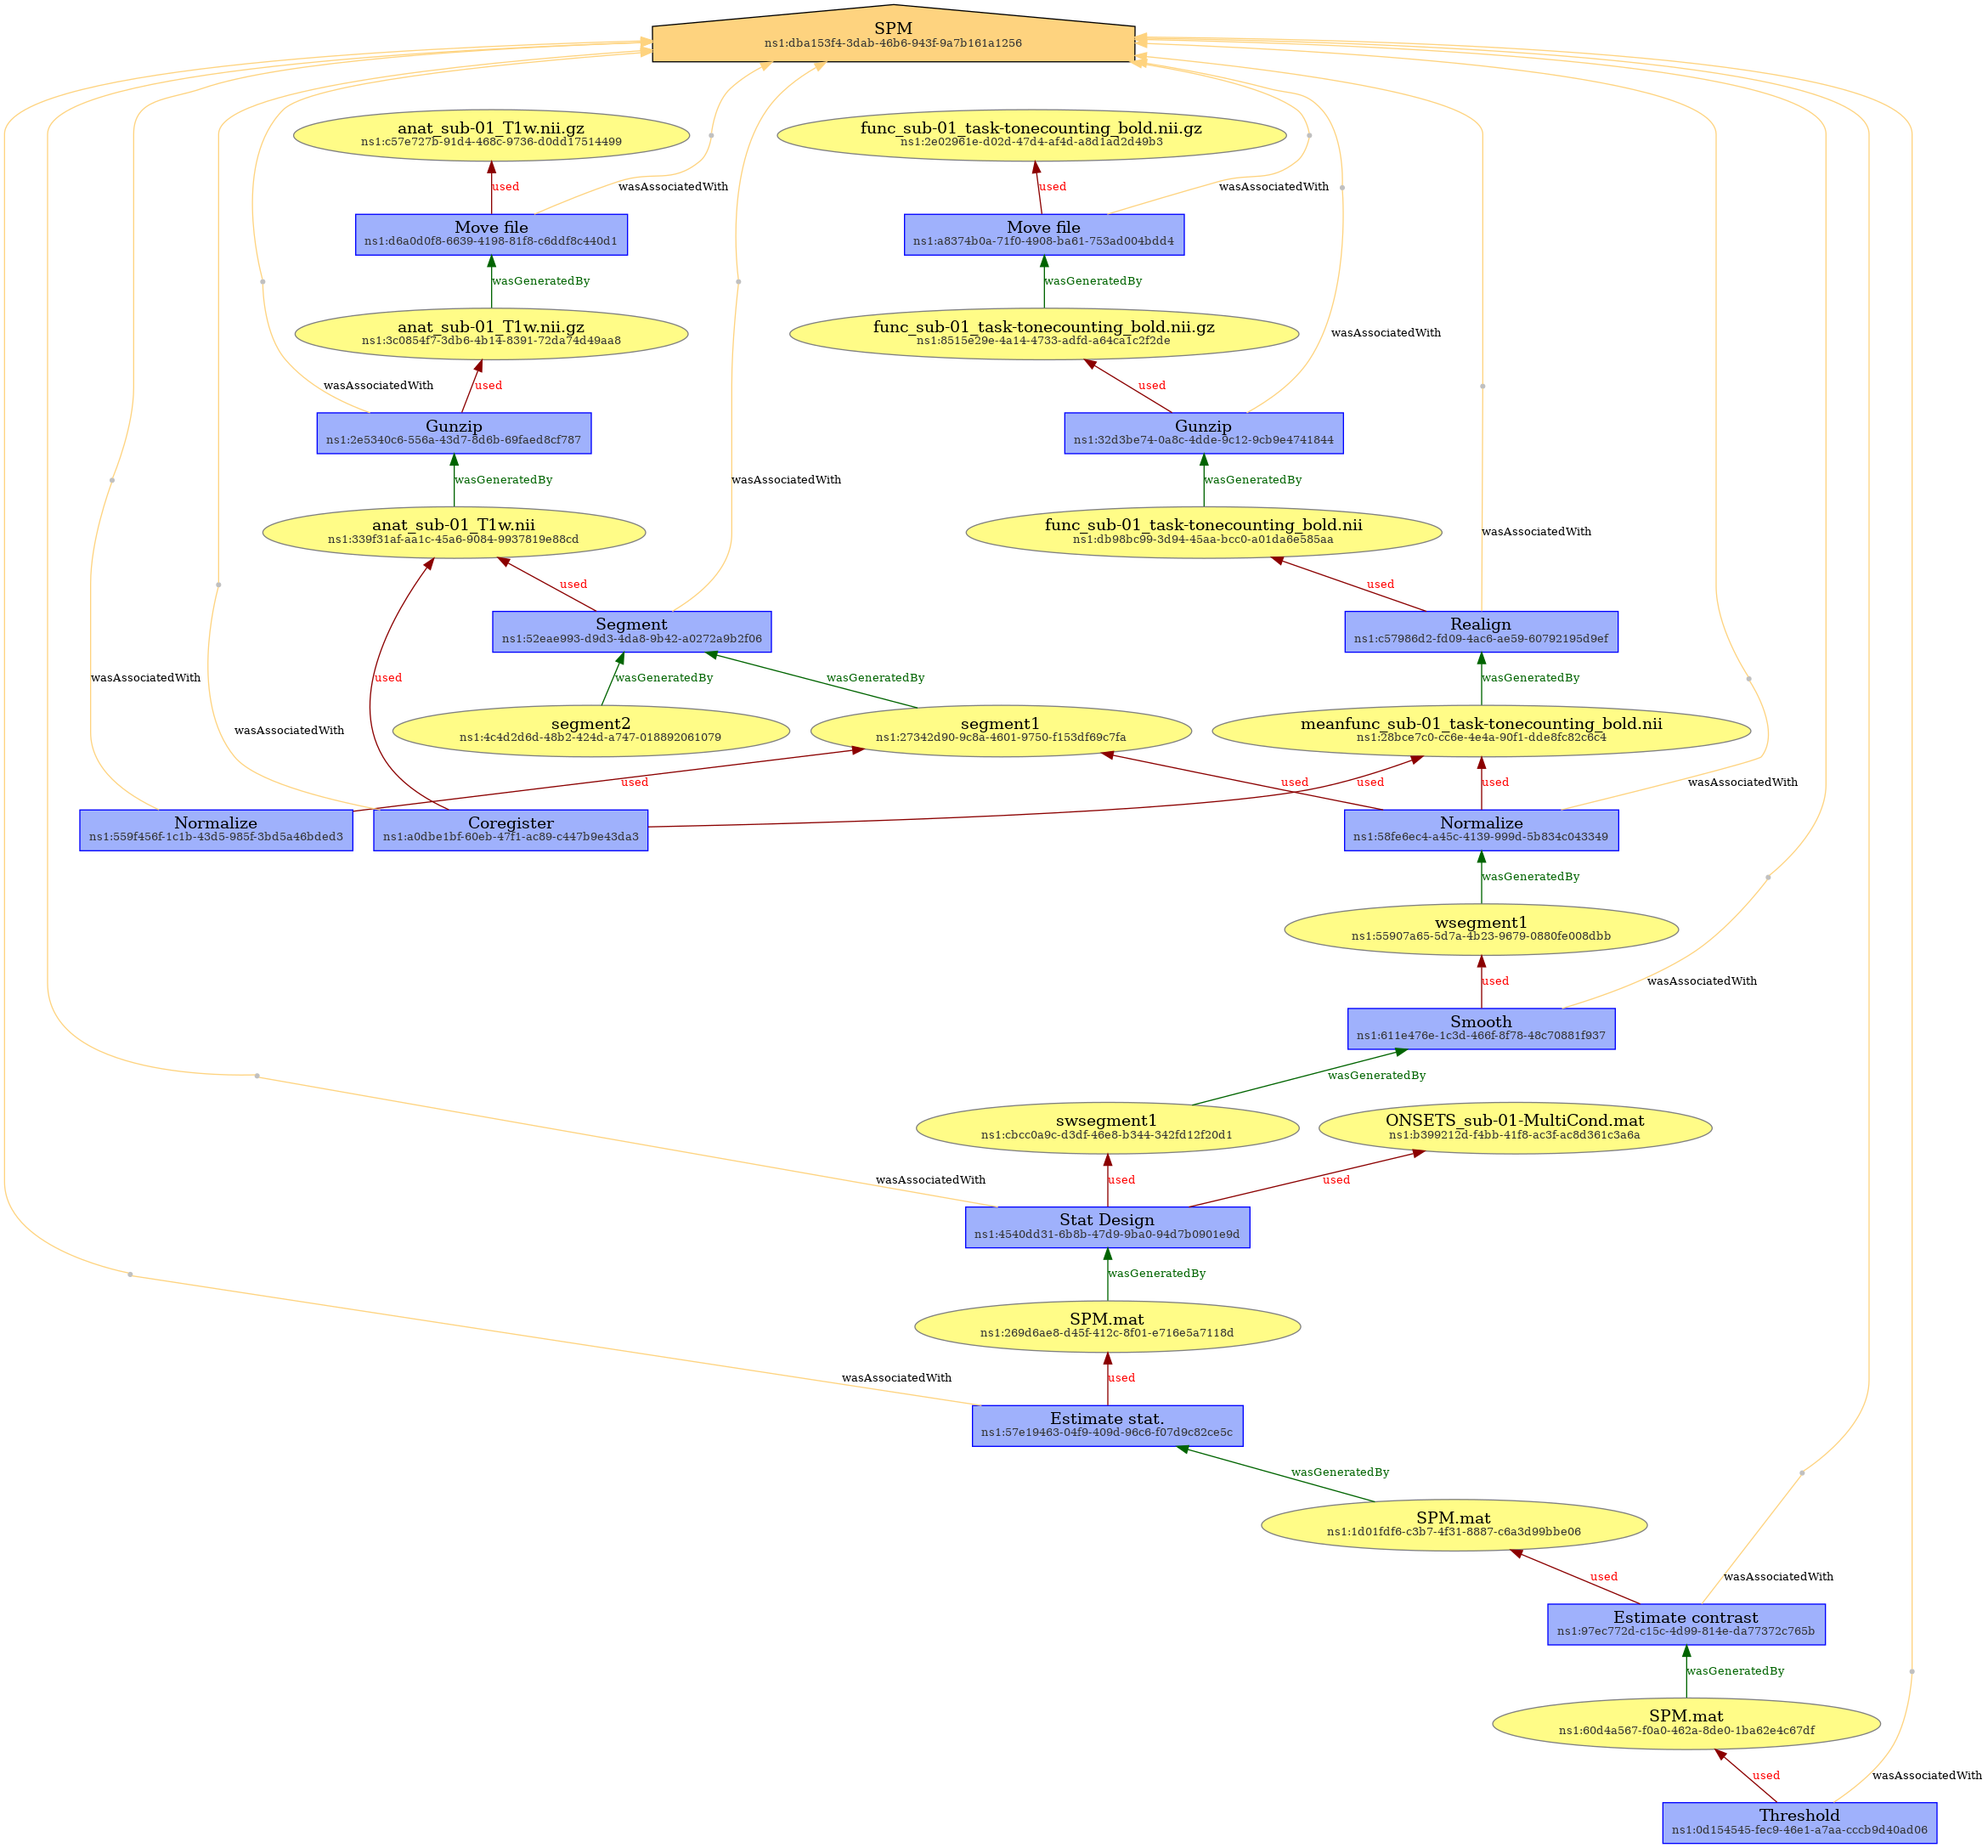 SPM
ns1:dba153f4-3dab-46b6-943f-9a7b161a1256
anat_sub-01_T1w.nii.gz
ns1:c57e727b-91d4-468c-9736-d0dd17514499
func_sub-01_task-tonecounting_bold.nii.gz
ns1:2e02961e-d02d-47d4-af4d-a8d1ad2d49b3
used
wasAssociatedWith
used
wasAssociatedWith
Move file
ns1:d6a0d0f8-6639-4198-81f8-c6ddf8c440d1
Move file
ns1:a8374b0a-71f0-4908-ba61-753ad004bdd4
wasGeneratedBy
wasGeneratedBy
anat_sub-01_T1w.nii.gz
ns1:3c0854f7-3db6-4b14-8391-72da74d49aa8
func_sub-01_task-tonecounting_bold.nii.gz
ns1:8515e29e-4a14-4733-adfd-a64ca1c2f2de
wasAssociatedWith
wasAssociatedWith
used
used
Gunzip
ns1:2e5340c6-556a-43d7-8d6b-69faed8cf787
Gunzip
ns1:32d3be74-0a8c-4dde-9c12-9cb9e4741844
wasGeneratedBy
wasAssociatedWith
wasGeneratedBy
anat_sub-01_T1w.nii
ns1:339f31af-aa1c-45a6-9084-9937819e88cd
func_sub-01_task-tonecounting_bold.nii
ns1:db98bc99-3d94-45aa-bcc0-a01da6e585aa
wasAssociatedWith
used
used
Segment
ns1:52eae993-d9d3-4da8-9b42-a0272a9b2f06
Realign
ns1:c57986d2-fd09-4ac6-ae59-60792195d9ef
wasAssociatedWith
used
wasGeneratedBy
wasGeneratedBy
wasGeneratedBy
segment2
ns1:4c4d2d6d-48b2-424d-a747-018892061079
segment1
ns1:27342d90-9c8a-4601-9750-f153df69c7fa
meanfunc_sub-01_task-tonecounting_bold.nii
ns1:28bce7c0-cc6e-4e4a-90f1-dde8fc82c6c4
wasAssociatedWith
used
used
used
used
wasAssociatedWith
Normalize
ns1:559f456f-1c1b-43d5-985f-3bd5a46bded3
Coregister
ns1:a0dbe1bf-60eb-47f1-ac89-c447b9e43da3
Normalize
ns1:58fe6ec4-a45c-4139-999d-5b834c043349
wasGeneratedBy
wsegment1
ns1:55907a65-5d7a-4b23-9679-0880fe008dbb
used
wasAssociatedWith
Smooth
ns1:611e476e-1c3d-466f-8f78-48c70881f937
wasGeneratedBy
swsegment1
ns1:cbcc0a9c-d3df-46e8-b344-342fd12f20d1
ONSETS_sub-01-MultiCond.mat
ns1:b399212d-f4bb-41f8-ac3f-ac8d361c3a6a
wasAssociatedWith
used
used
Stat Design
ns1:4540dd31-6b8b-47d9-9ba0-94d7b0901e9d
wasGeneratedBy
SPM.mat
ns1:269d6ae8-d45f-412c-8f01-e716e5a7118d
wasAssociatedWith
used
Estimate stat.
ns1:57e19463-04f9-409d-96c6-f07d9c82ce5c
wasGeneratedBy
SPM.mat
ns1:1d01fdf6-c3b7-4f31-8887-c6a3d99bbe06
used
wasAssociatedWith
Estimate contrast
ns1:97ec772d-c15c-4d99-814e-da77372c765b
wasGeneratedBy
SPM.mat
ns1:60d4a567-f0a0-462a-8de0-1ba62e4c67df
used
wasAssociatedWith
Threshold
ns1:0d154545-fec9-46e1-a7aa-cccb9d40ad06